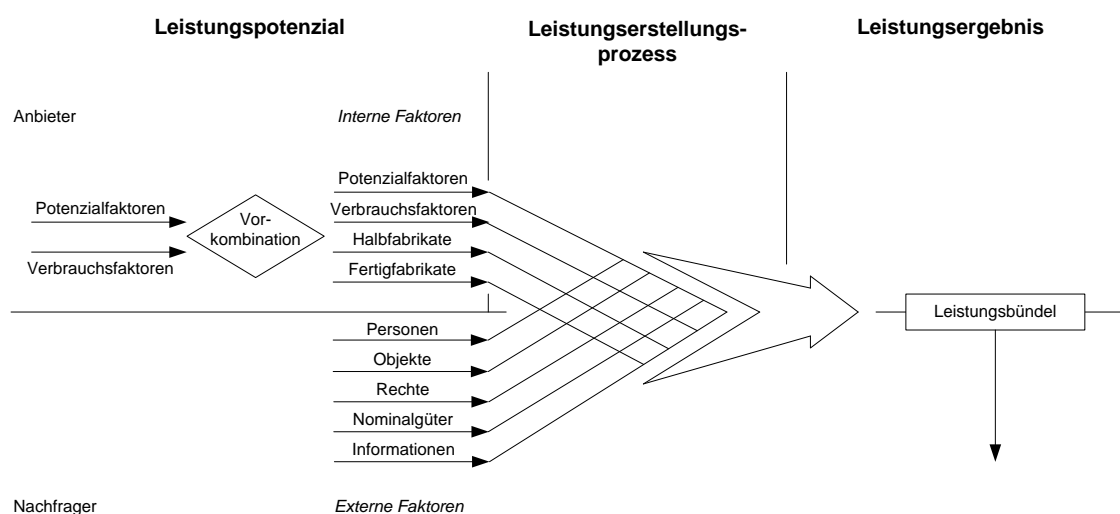 Leistungspotenzial
Leistungserstellungs-
prozess
Leistungsergebnis
Anbieter
Interne Faktoren
Potenzialfaktoren
Verbrauchsfaktoren
Vor-
kombination
Potenzialfaktoren
Verbrauchsfaktoren
Halbfabrikate
Fertigfabrikate
Personen
Objekte
Rechte
Nominalgüter
Informationen
Leistungsbündel
Nachfrager
Externe Faktoren